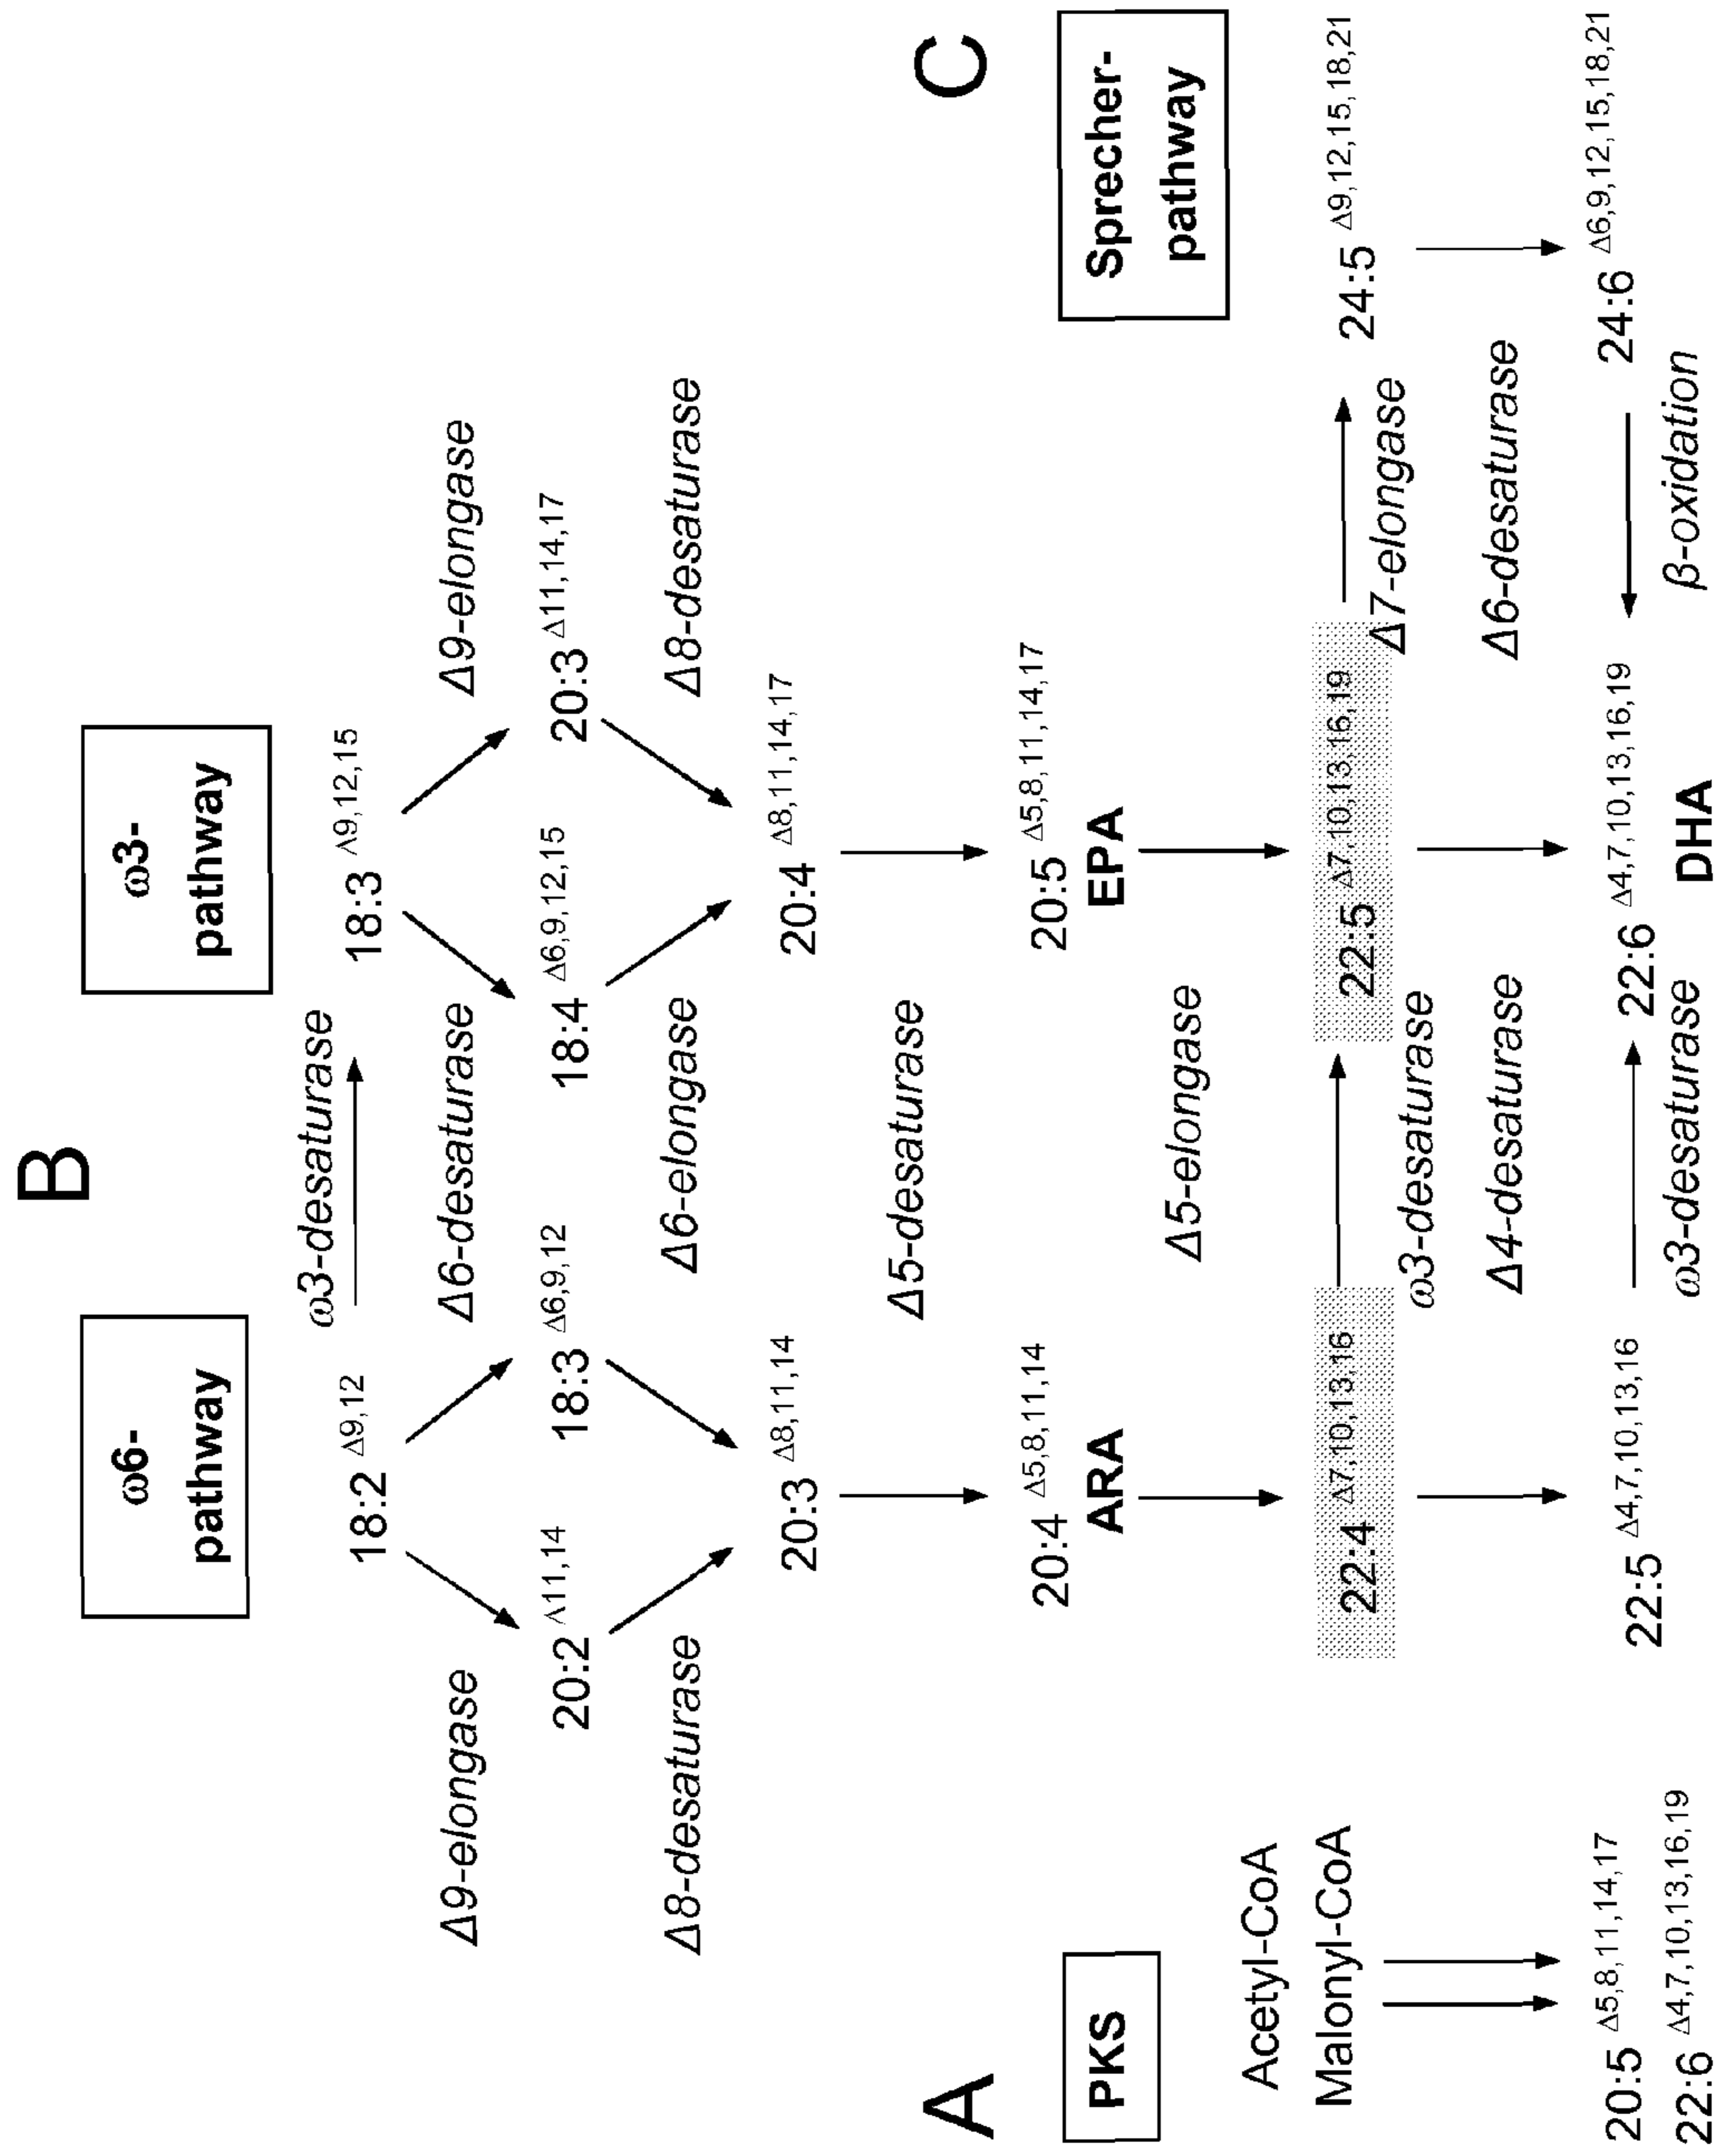 A
PKS
Acetyl-CoA
Malonyl-CoA
20:5 Δ5,8,11,14,17
22:6 Δ4,7,10,13,16,19
B
ω6-
pathway
ω3-
pathway
18:2 Δ9,12
ω3-desaturase
18:3 Λ9,12,15
Δ9-elongase
Δ6-desaturase
Δ9-elongase
20:2 Λ11,14
18:3 Δ6,9,12
18:4 Δ6,9,12,15
20:3 Δ11,14,17
Δ8-desaturase
Δ6-elongase
Δ8-desaturase
20:3 Δ8,11,14
20:4 Δ8,11,14,17
Δ5-desaturase
20:4 Δ5,8,11,14
ARA
20:5 Δ5,8,11,14,17
EPA
Δ5-elongase
22:4 Δ7,10,13,16
ω3-desaturase
22:5 Δ7,10,13,16,19
Δ4-desaturase
22:5 Δ4,7,10,13,16
ω3-desaturase
22:6 Δ4,7,10,13,16,19
DHA
C
Sprecher-
pathway
Δ7-elongase
24:5 Δ9,12,15,18,21
Δ6-desaturase
24:6 Δ6,9,12,15,18,21
β-oxidation